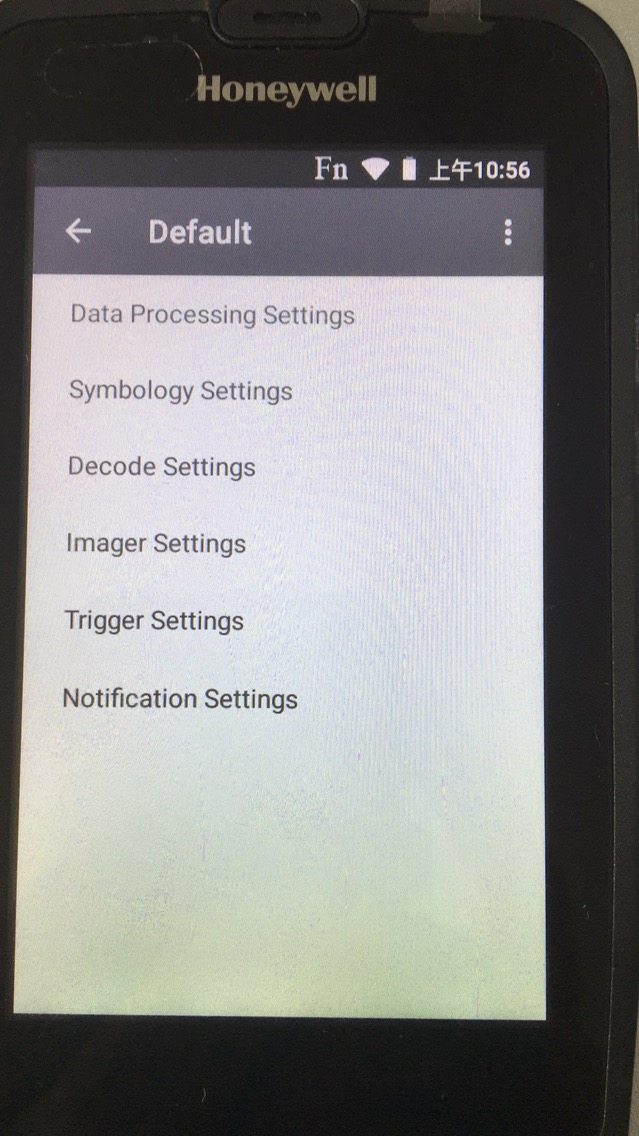 Honeywell
Fn 上午10:56
Default
Data Processing Settings
Symbology Settings
Decode Settings
Imager Settings
Trigger Settings
Notification Settings